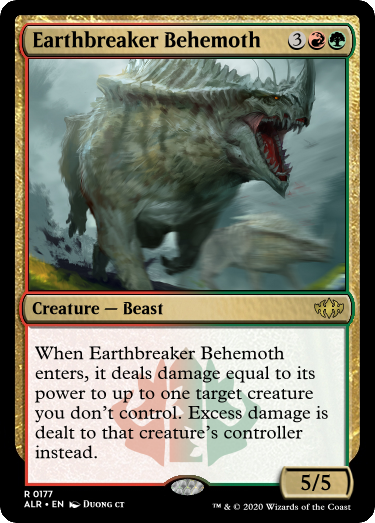 Earthbreaker Behemoth 3
Creature — Beast
When Earthbreaker Behemoth
enters, it deals damage equal to its
power to up to one target creature
you don't control. Excess damage is
dealt to that creature's controller
instead.
5/5
R 0177
ALR • EN DUONG CT
™ & © 2020 Wizards of the Coast